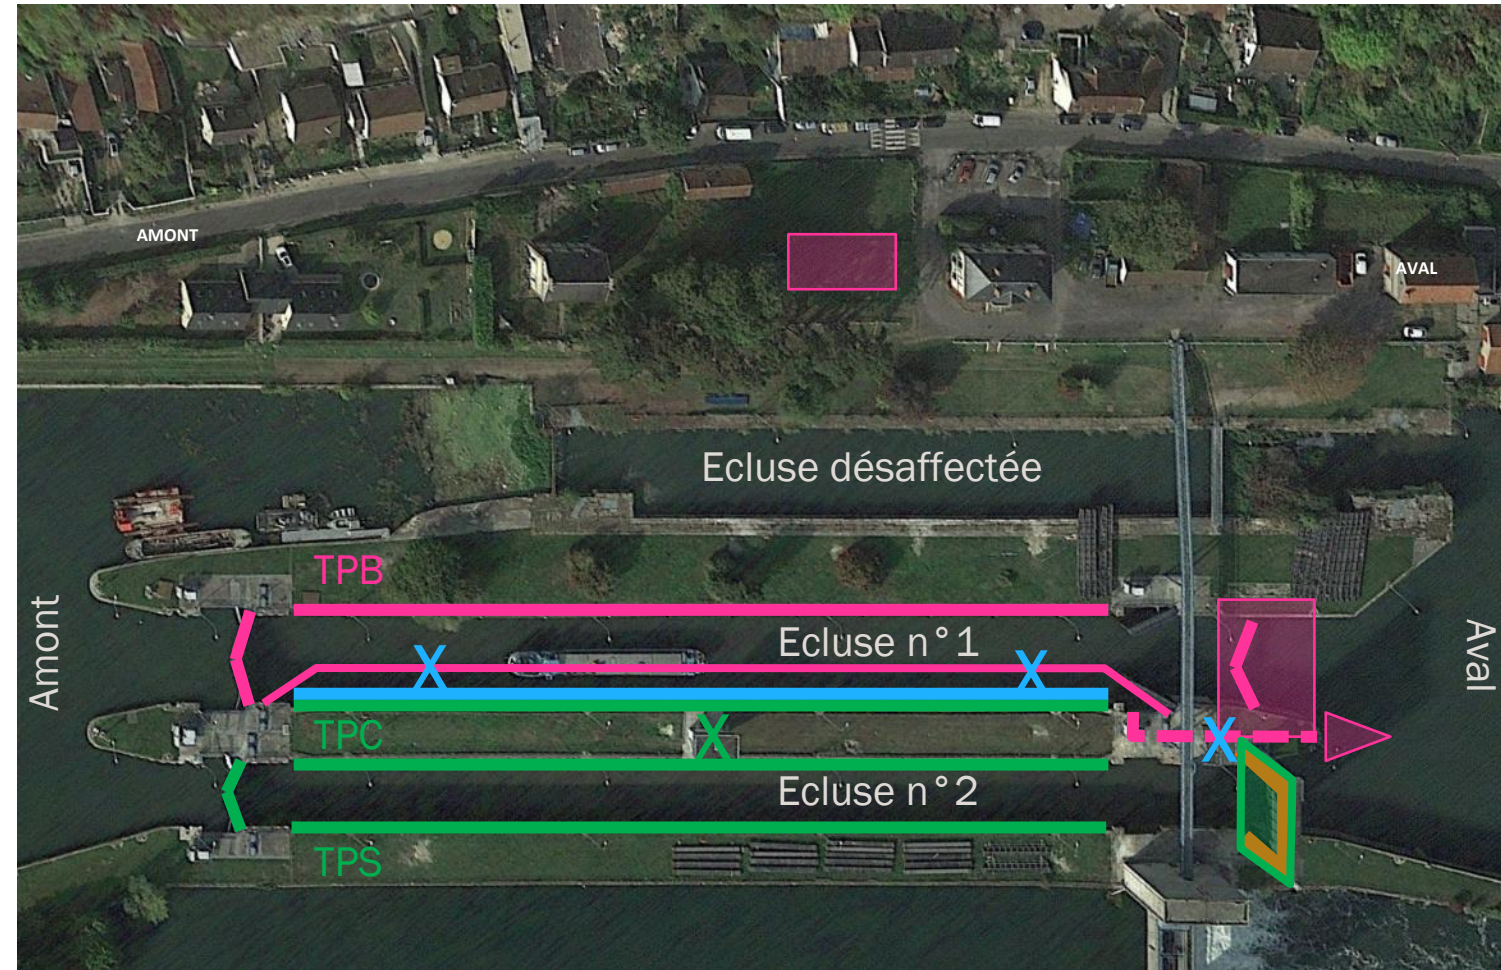 AMONT
AVAL
Ecluse désaffectée
TPB
Amont
Ecluse n°1
Aval
X
X
TPC
X
X
Ecluse n°2
TPS